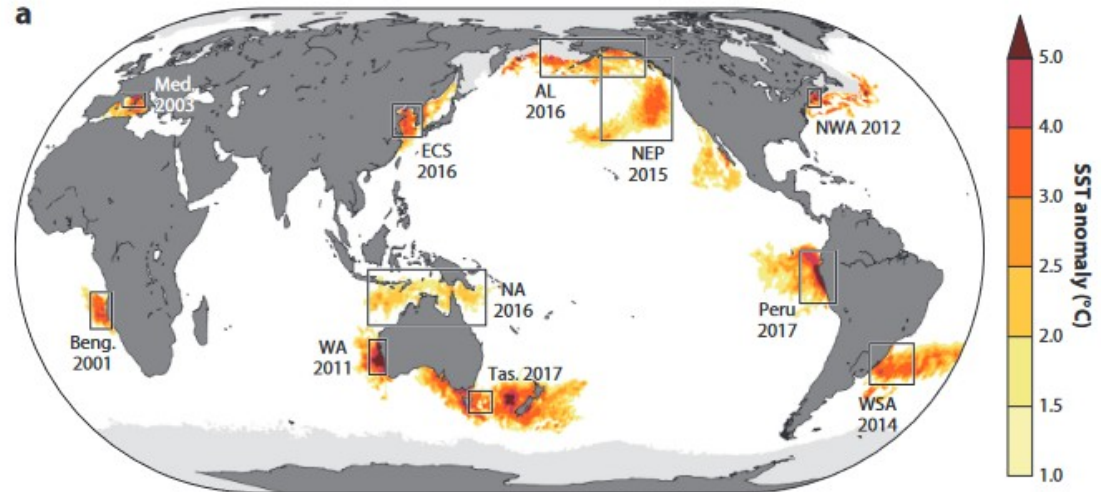 a
Med.
2003
AL
2016
NWA 2012
ECS
2016
NEP
2015
NA
2016
Peru
2017
Beng.
2001
WA
2011
Tas. 2017
WSA
2014
5.0
4.0
3.0
2.5
2.0
1.5
1.0
SST anomaly (°C)